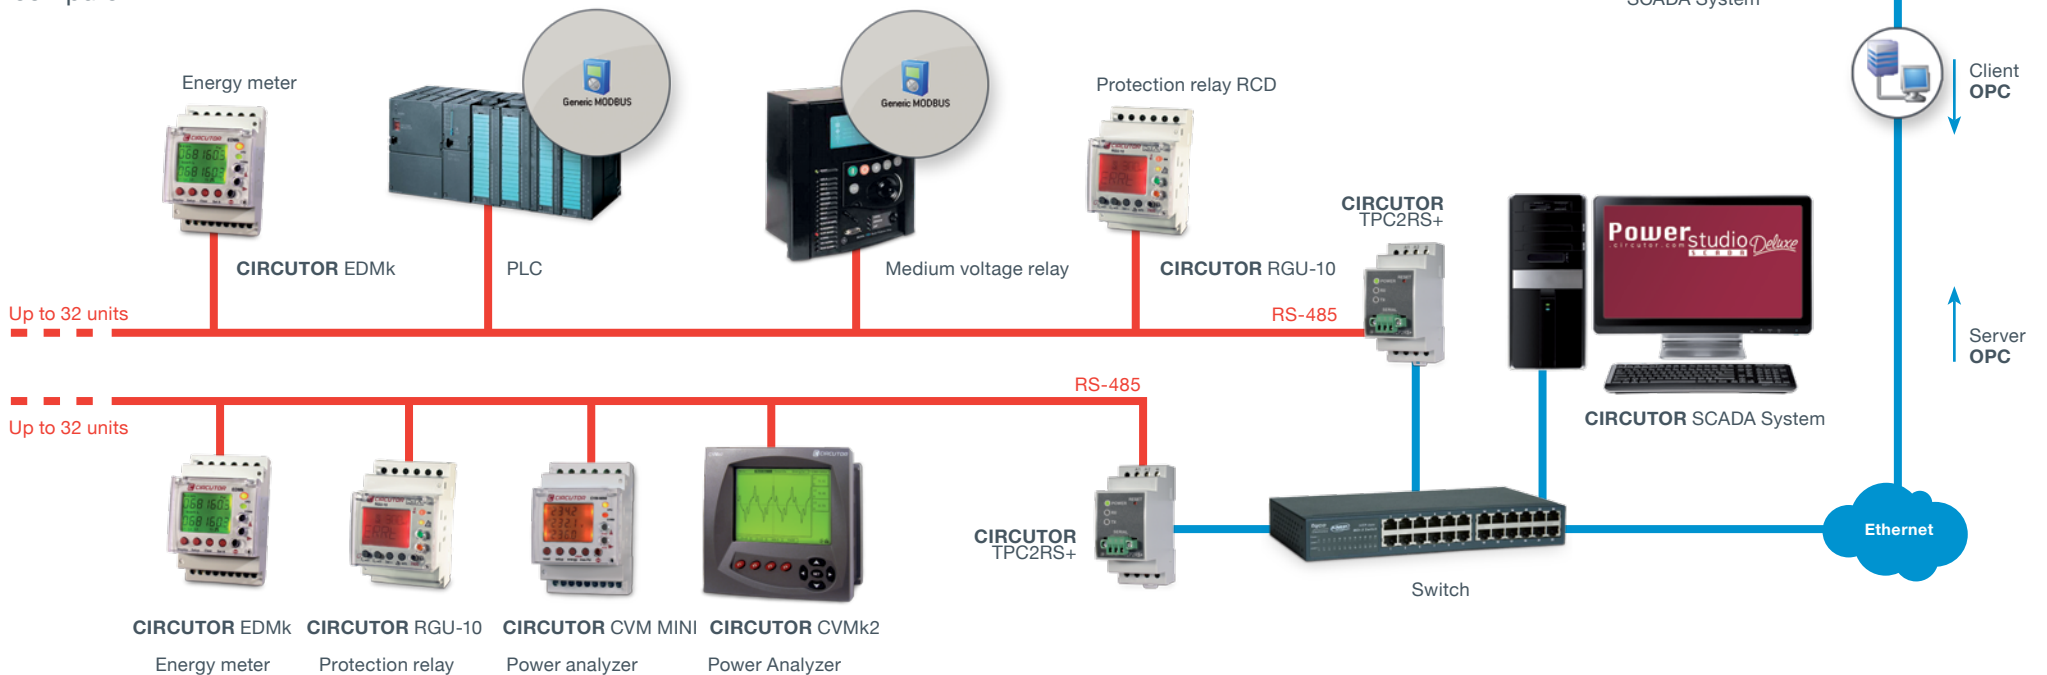 SCADA System
Client
OPC
Energy meter
Generic MODBUS
Generic MODBUS
Protection relay RCD
CIRCUTOR
TPC2RS+
CIRCUTOR EDMk
PLC
Medium voltage relay
CIRCUTOR RGU-10
Power studio Deluxe
.circutor.com
SCADA
Up to 32 units
RS-485
Server
OPC
RS-485
CIRCUTOR SCADA System
Up to 32 units
CIRCUTOR
TPC2RS+
Ethernet
Switch
CIRCUTOR EDMk
CIRCUTOR RGU-10
CIRCUTOR CVM MINI
CIRCUTOR CVMk2
Energy meter
Protection relay
Power analyzer
Power Analyzer